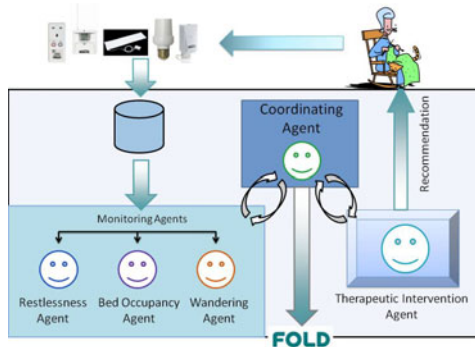 Coordinating
Agent
Recommendation
Monitoring Agents
Restlessness
Agent
Bed Occupancy
Agent
Wandering
Agent
Therapeutic Intervention
Agent
FOLD